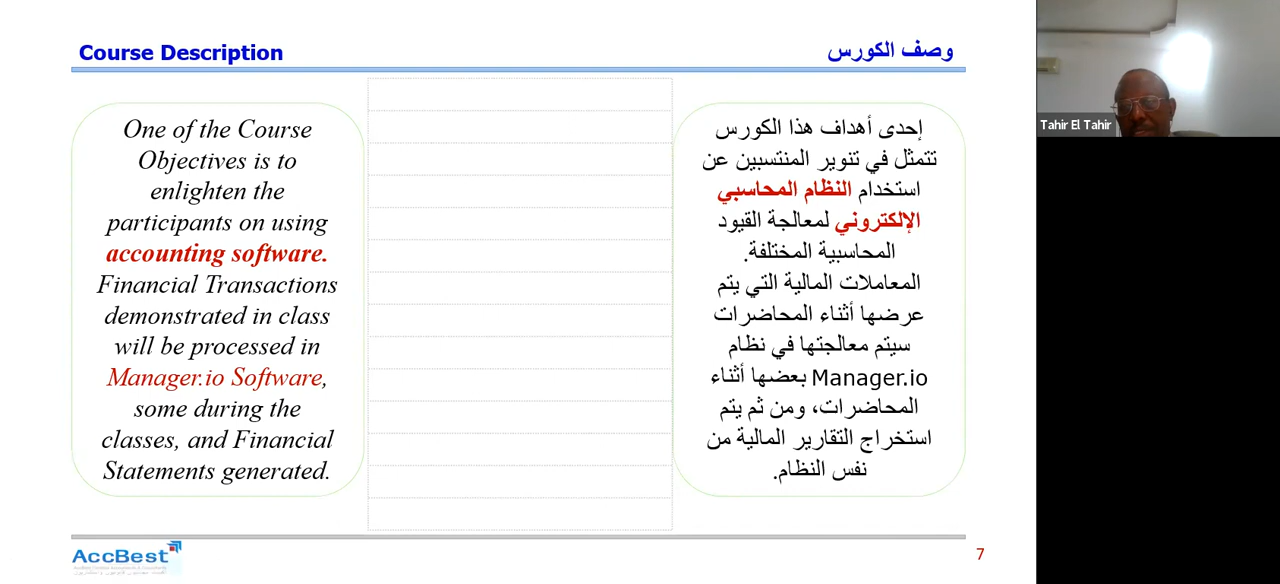 Course Description
وصف الكورس
One of the Course
Objectives is to
enlighten the
participants on using
accounting software.
Financial Transactions
demonstrated in class
will be processed in
Manager.io Software,
some during the
classes, and Financial
Statements generated.
إحدى أهداف هذا الكورس
تتمثل في تنوير المنتسبين عن
استخدام النظام المحاسبي
الإلكتروني لمعالجة القيود
المحاسبية المختلفة.
المعاملات المالية التي يتم
عرضها أثناء المحاضرات
سيتم معالجتها في نظام
Manager.io بعضها أثناء
المحاضرات، ومن ثم يتم
استخراج التقارير المالية من
نفس النظام.
AccBest
7
Tahir El Tahir